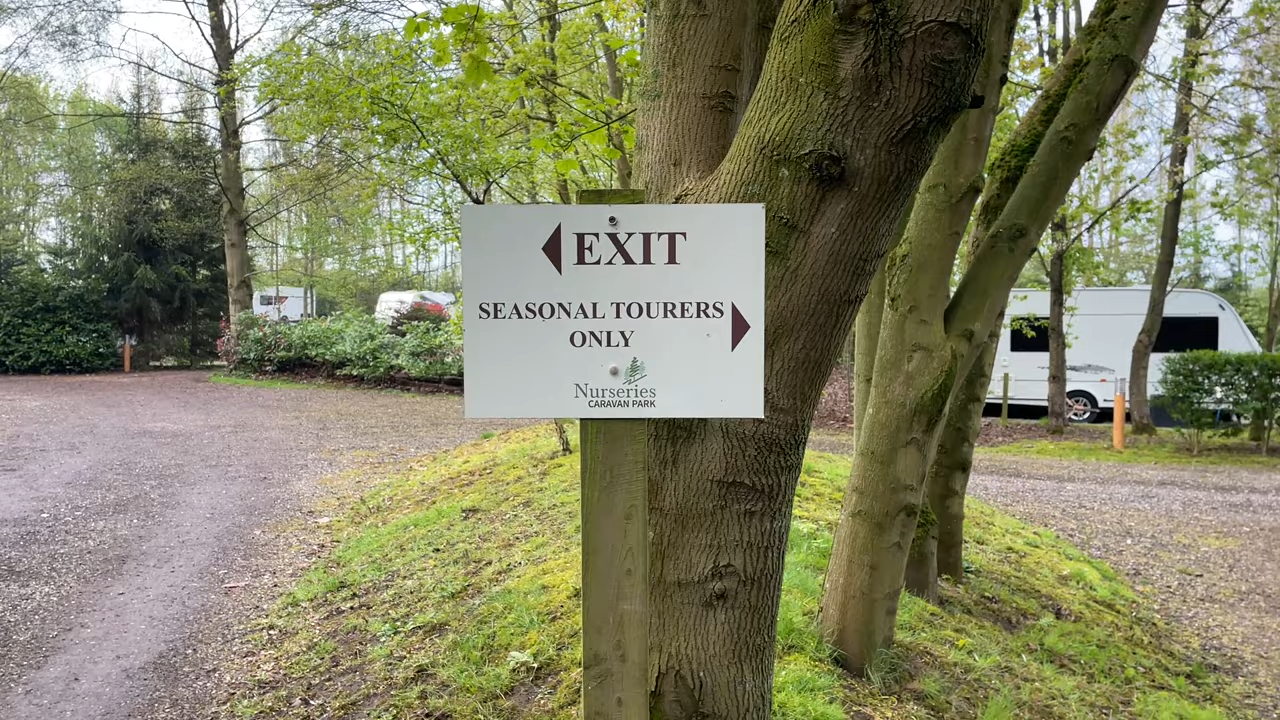 EXIT
SEASONAL TOURERS
ONLY
Nurseries
CARAVAN PARK